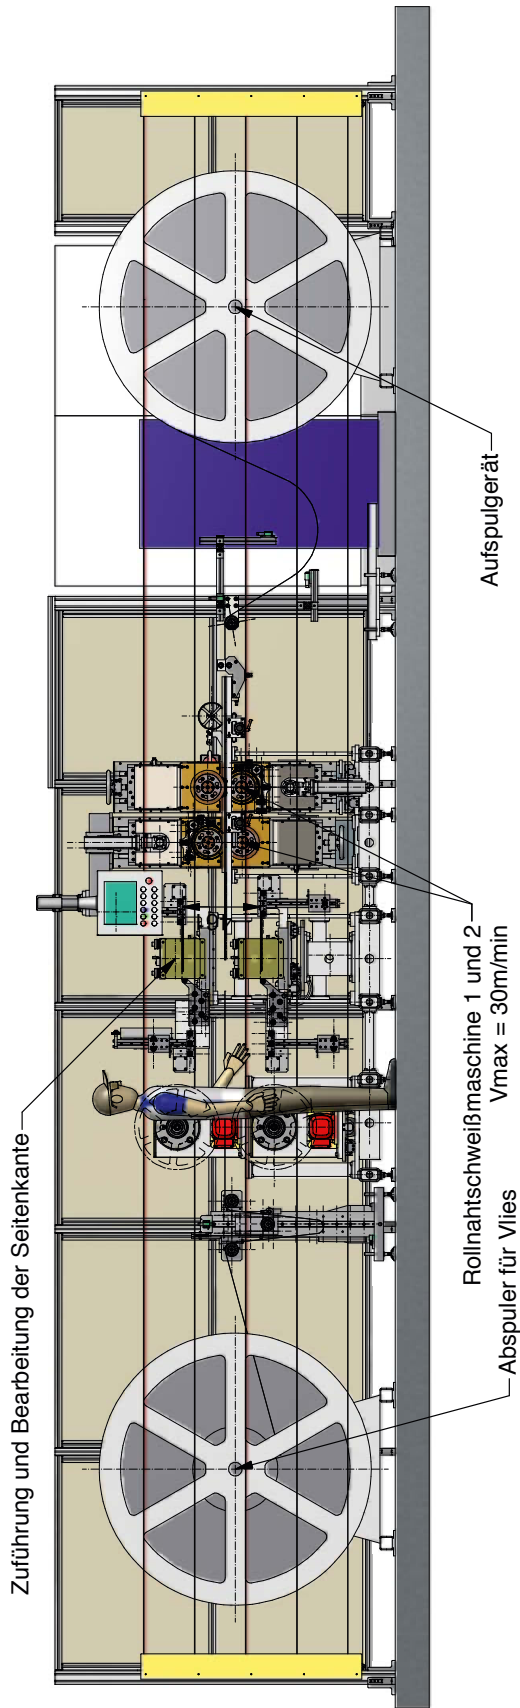 Zuführung und Bearbeitung der Seitenkante
Aufspulgerät
Rollnahtschweißmaschine 1 und 2
Vmax = 30m/min
Abspuler für Vlies